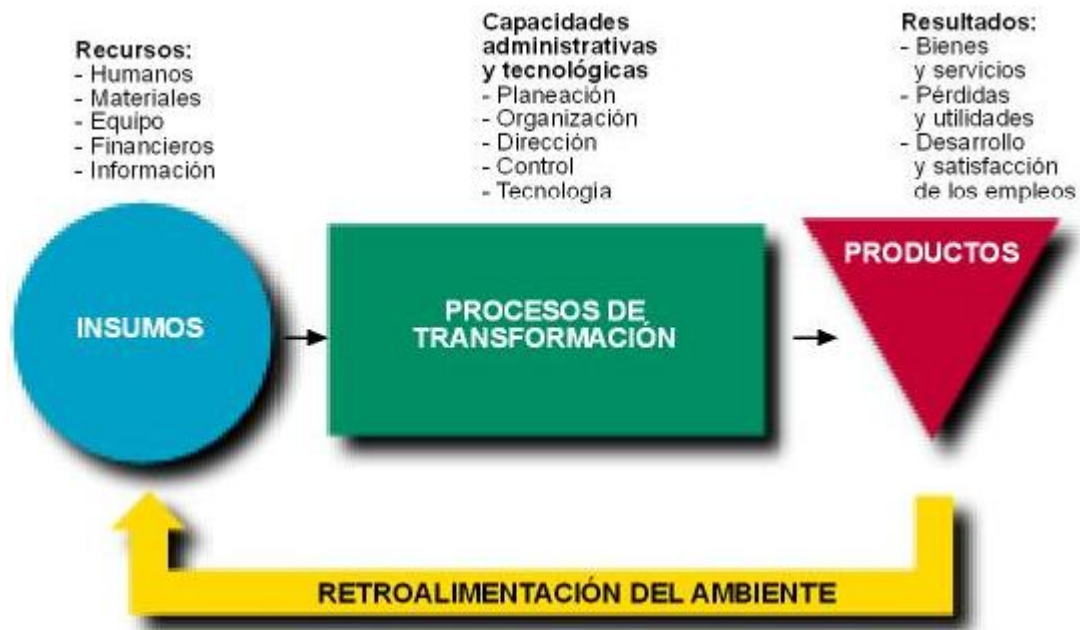 Recursos:
- Humanos
- Materiales
- Equipo
- Financieros
- Información
Capacidades
administrativas
y tecnológicas
- Planeación
- Organización
- Dirección
- Control
- Tecnologia
Resultados:
- Bienes
y servicios
- Pérdidas
y utilidades
- Desarrollo
y satisfacción
de los empleos
INSUMOS
PROCESOS DE
TRANSFORMACIÓN
PRODUCTOS
RETROALIMENTACIÓN DEL AMBIENTE